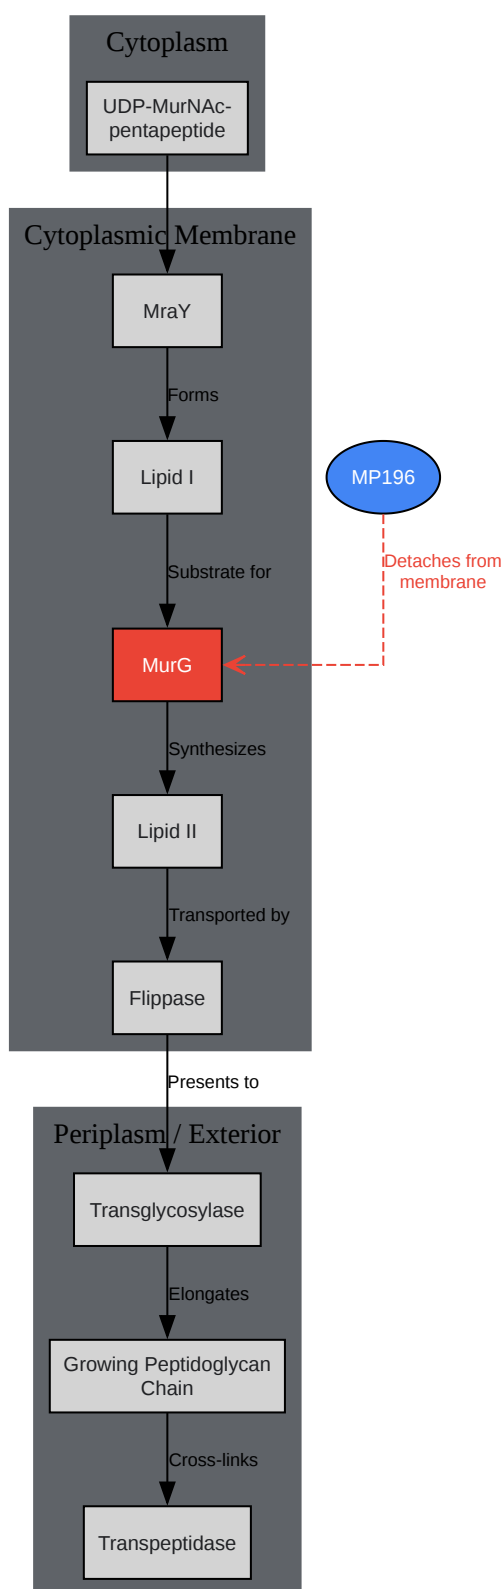 Cytoplasm
UDP-MurNAc-
pentapeptide
Cytoplasmic Membrane
MraY
Forms
Lipid I
MP196
Detaches from
membrane
Substrate for
MurG
Synthesizes
Lipid II
Transported by
Flippase
Presents to
Periplasm / Exterior
Transglycosylase
Elongates
Growing Peptidoglycan
Chain
Cross-links
Transpeptidase